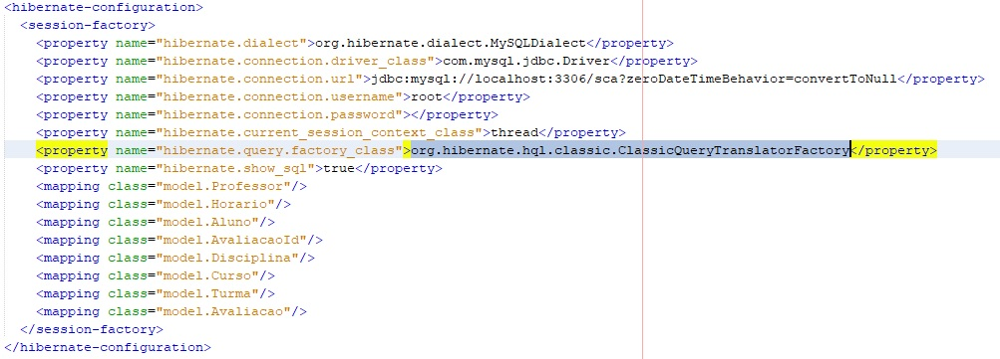 <hibernate-configuration>
<session-factory>
<property name="hibernate.dialect">org.hibernate.dialect.MySQLDialect</property>
<property name="hibernate.connection.driver_class">com.mysql.jdbc.Driver</property>
<property name="hibernate.connection.url">jdbc:mysql://localhost:3306/sca?zeroDateTimeBehavior=convertToNull</property>
<property name="hibernate.connection.username">root</property>
<property name="hibernate.connection.password"></property>
<property name="hibernate.current_session_context_class">thread</property>
<property name="hibernate.query.factory_class">org.hibernate.hql.classic.ClassicQueryTranslatorFactory</property>
<property name="hibernate.show_sql">true</property>
<mapping class="model.Professor"/>
<mapping class="model.Horario"/>
<mapping class="model.Aluno"/>
<mapping class="model.AvaliacaoId"/>
<mapping class="model.Disciplina"/>
<mapping class="model.Curso"/>
<mapping class="model.Turma"/>
<mapping class="model.Avaliacao"/>
</session-factory>
</hibernate-configuration>